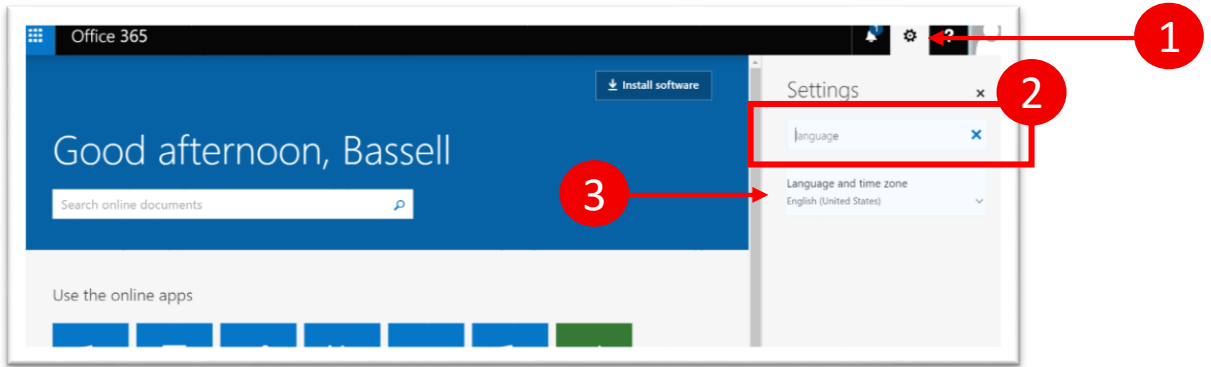 Office 365
?
1
Install software
Settings
x
2
Good afternoon, Bassell
language
Search online documents
3
Language and time zone
English (United States)
Use the online apps